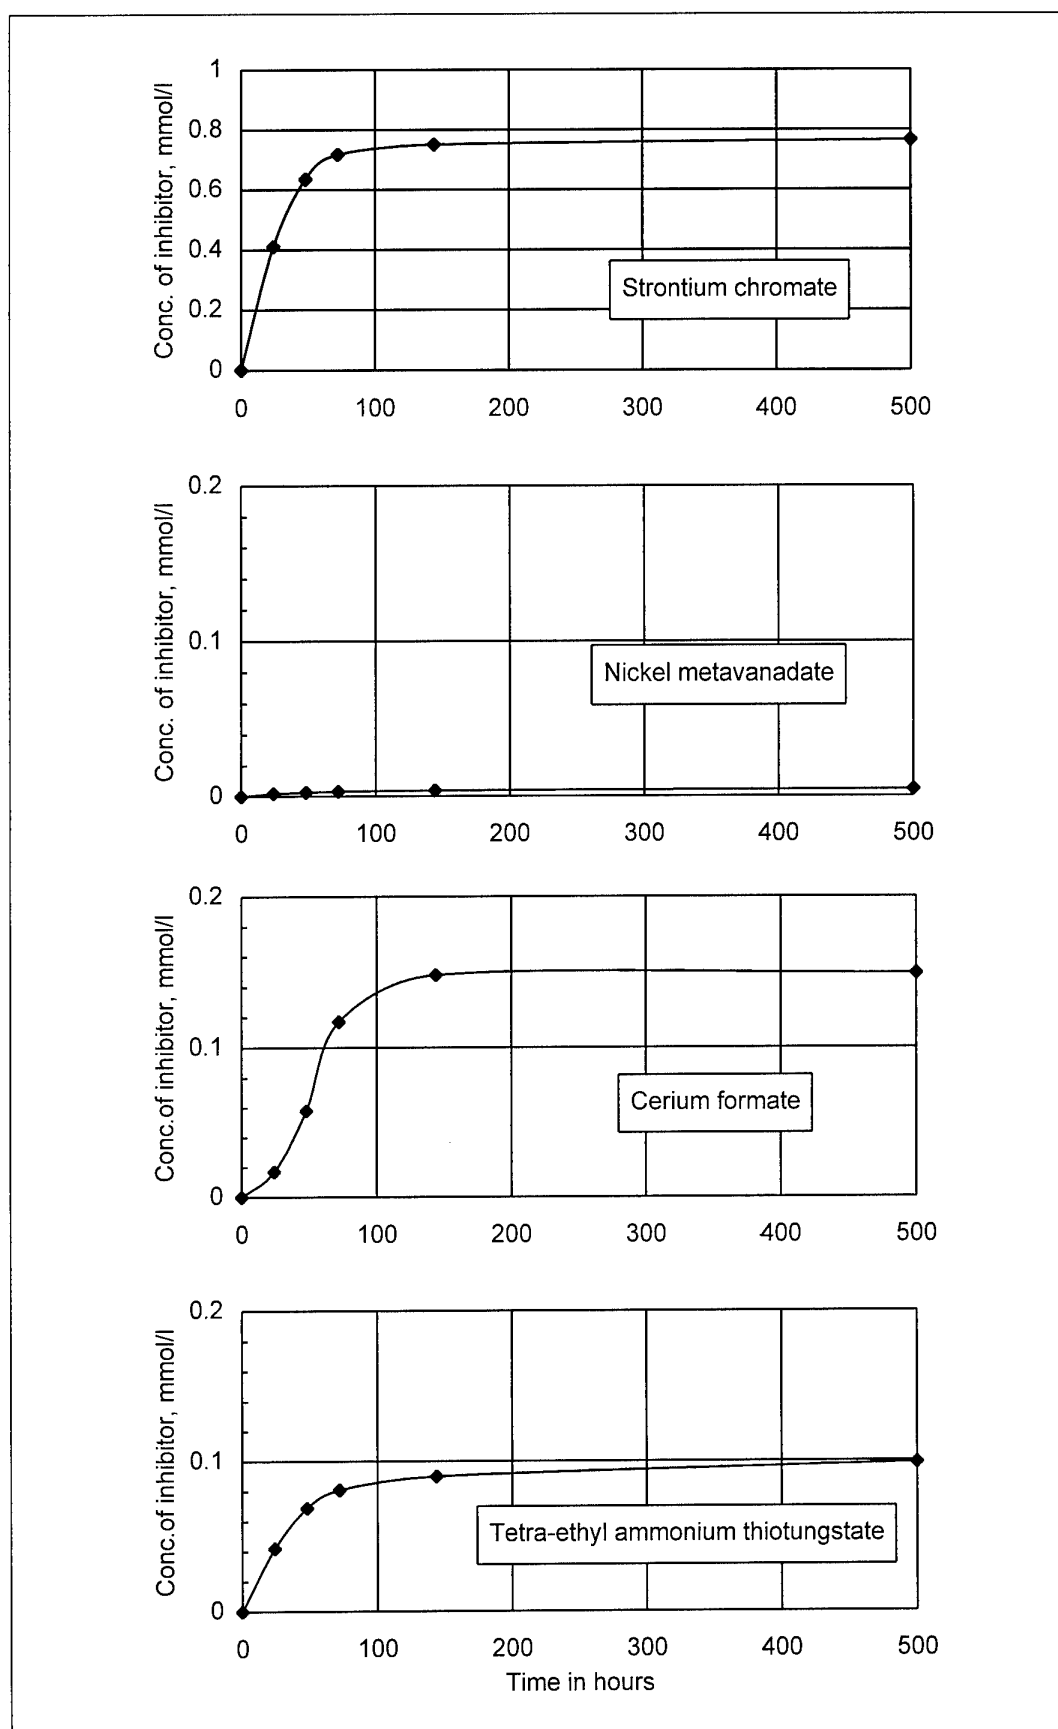 Conc. of inhibitor, mmol/l
1
0.8
0.6
0.4
0.2
0
Strontium chromate
0 100 200 300 400 500
Conc. of inhibitor, mmol/l
0.2
0.1
0
Nickel metavanadate
0 100 200 300 400 500
Conc.of inhibitor, mmol/l
0.2
0.1
0
Cerium formate
0 100 200 300 400 500
Conc.of inhibitor, mmol/l
0.2
0.1
0
Tetra-ethyl ammonium thiotungstate
0 100 200 300 400 500
Time in hours